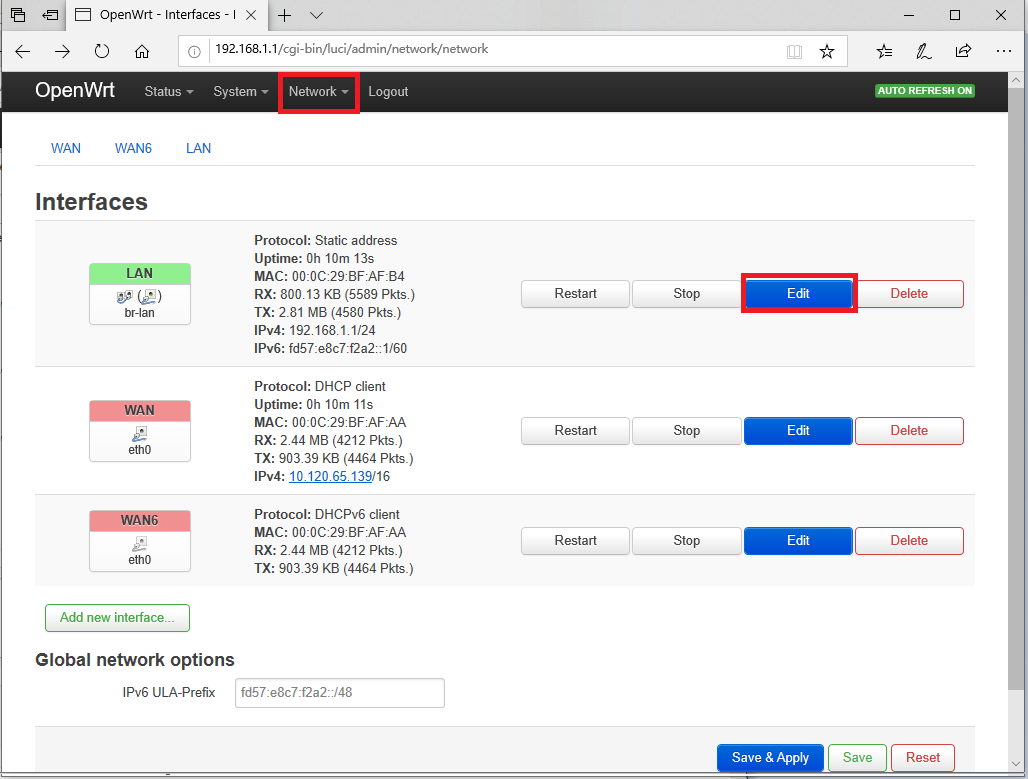 OpenWrt - Interfaces - l
192.168.1.1/cgi-bin/luci/admin/network/network
OpenWrt Status System Network Logout AUTO REFRESH ON
WAN WAN6 LAN
Interfaces
LAN
br-lan
Protocol: Static address
Uptime: 0h 10m 13s
MAC: 00:0C:29:BF:AF:B4
RX: 800.13 KB (5589 Pkts.)
TX: 2.81 MB (4580 Pkts.)
IPv4: 192.168.1.1/24
IPv6: fd57:e8c7:f2a2::1/60
Restart Stop Edit Delete
WAN
eth0
Protocol: DHCP client
Uptime: 0h 10m 11s
MAC: 00:0C:29:BF:AF:AA
RX: 2.44 MB (4212 Pkts.)
TX: 903.39 KB (4464 Pkts.)
IPv4: 10.120.65.139/16
Restart Stop Edit Delete
WAN6
eth0
Protocol: DHCPv6 client
MAC: 00:0C:29:BF:AF:AA
RX: 2.44 MB (4212 Pkts.)
TX: 903.39 KB (4464 Pkts.)
Restart Stop Edit Delete
Add new interface...
Global network options
IPv6 ULA-Prefix fd57:e8c7:f2a2::/48
Save & Apply Save Reset